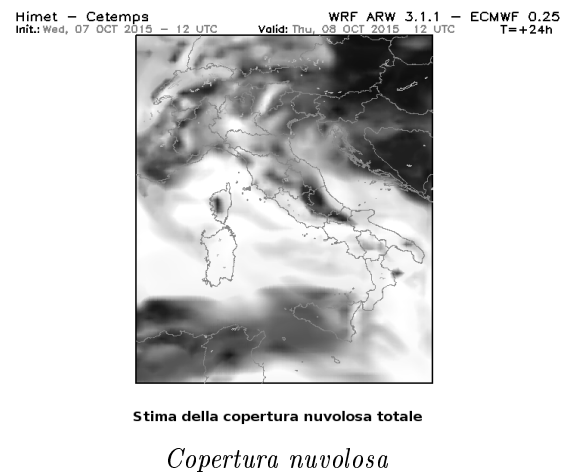 Himet – Cetemps WRF ARW 3.1.1 – ECMWF 0.25
Init.: Wed, 07 OCT 2015 – 12 UTC Valid: Thu, 08 OCT 2015 12 UTC T=+24h
Stima della copertura nuvolosa totale
Copertura nuvolosa